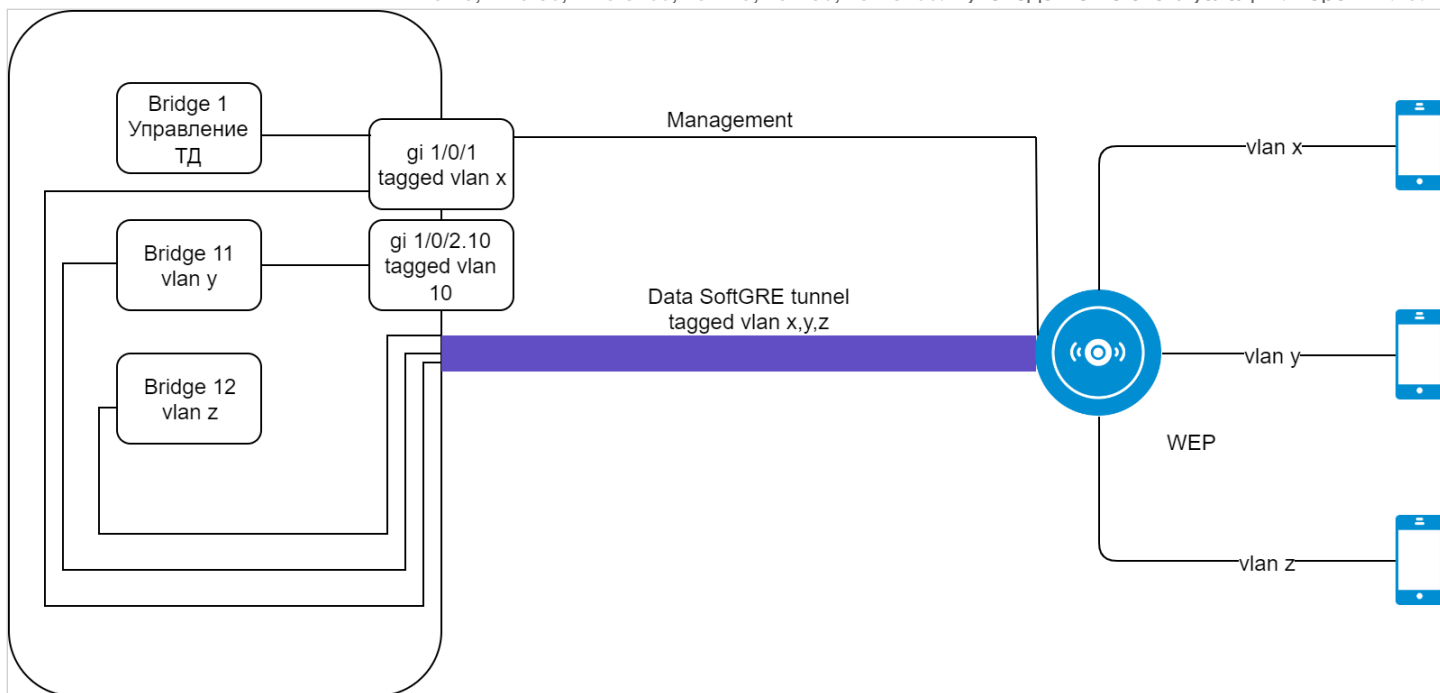 Bridge 1
Управление
ТД
gi 1/0/1
tagged vlan x
Management
vlan x
Bridge 11
vlan y
gi 1/0/2.10
tagged vlan
10
Data SoftGRE tunnel
tagged vlan x,y,z
vlan y
Bridge 12
vlan z
WEP
vlan z